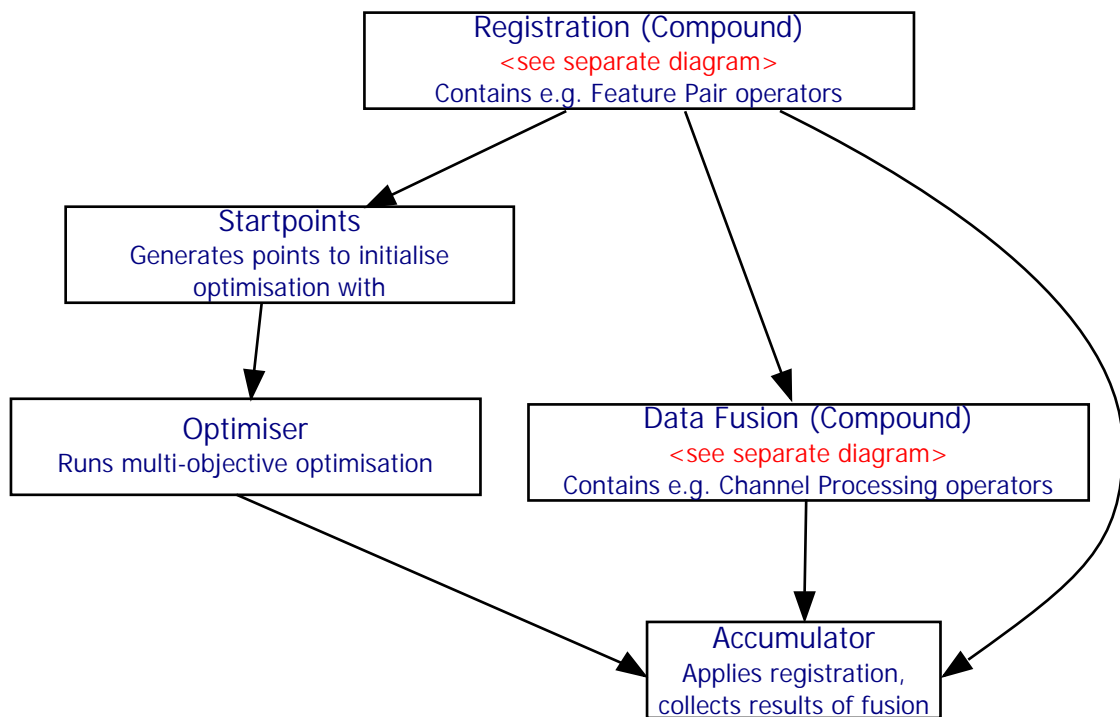 Registration (Compound)
<see separate diagram>
Contains e.g. Feature Pair operators
Startpoints
Generates points to initialise
optimisation with
Optimiser
Runs multi-objective optimisation
Data Fusion (Compound)
<see separate diagram>
Contains e.g. Channel Processing operators
Accumulator
Applies registration,
collects results of fusion